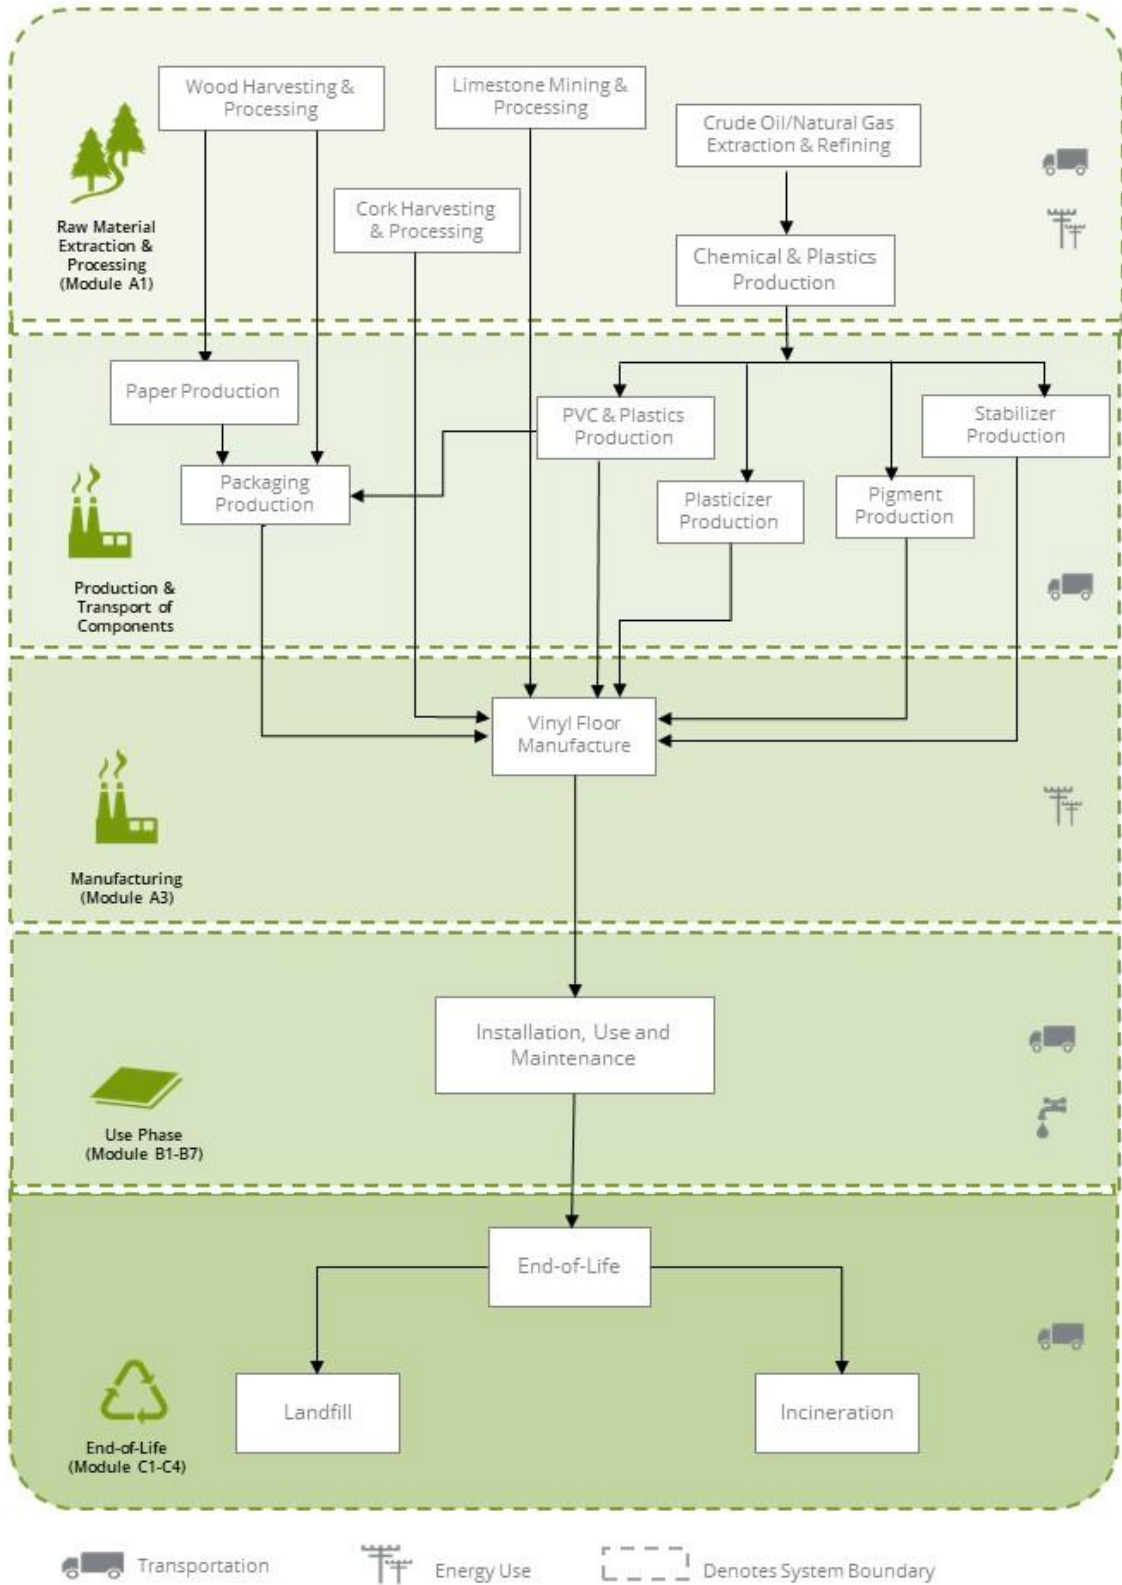 Wood Harvesting &
Processing
Limestone Mining &
Processing
Crude Oil/Natural Gas
Extraction & Refining
Cork Harvesting
& Processing
Raw Material
Extraction &
Processing
(Module A1)
Chemical & Plastics
Production
Paper Production
PVC & Plastics
Production
Stabilizer
Production
Packaging
Production
Plasticizer
Production
Pigment
Production
Production &
Transport of
Components
Vinyl Floor
Manufacture
Manufacturing
(Module A3)
Installation, Use and
Maintenance
Use Phase
(Module B1-B7)
End-of-Life
Landfill
Incineration
End-of-Life
(Module C1-C4)
Transportation
Energy Use
Denotes System Boundary